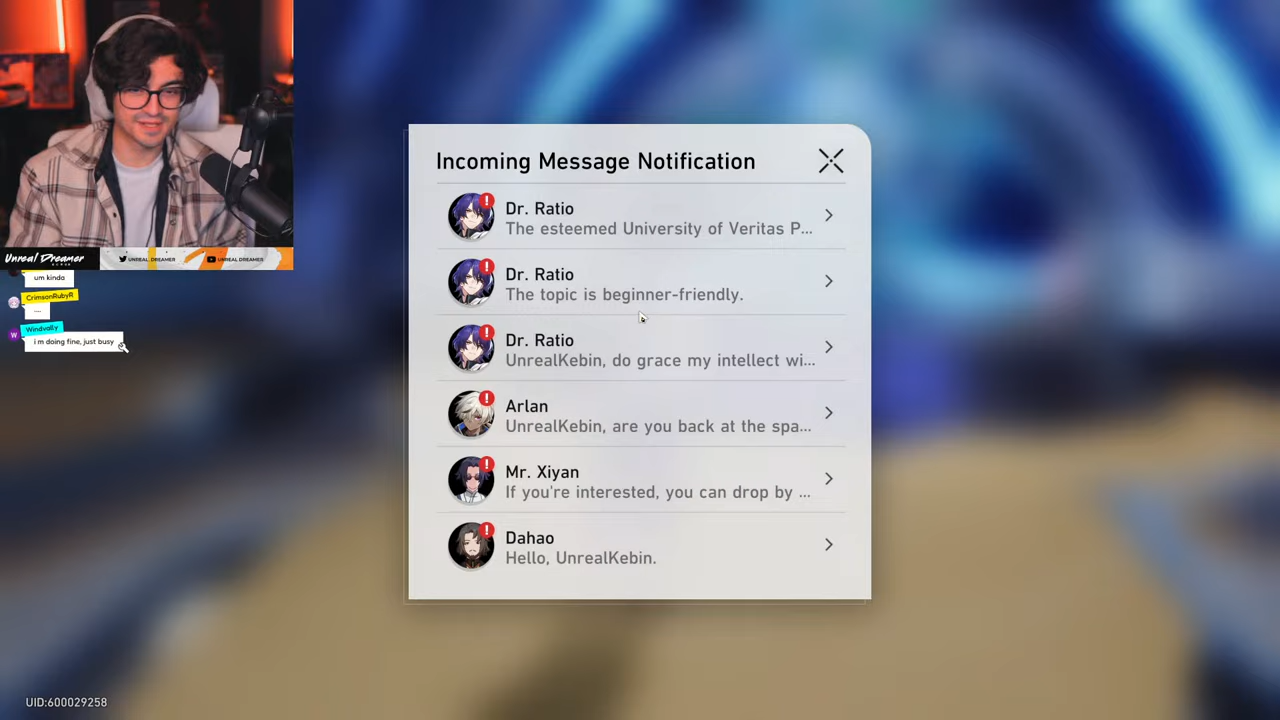 Incoming Message Notification
Dr. Ratio
The esteemed University of Veritas P...
Dr. Ratio
The topic is beginner-friendly.
Dr. Ratio
UnrealKebin, do grace my intellect wi...
Arlan
UnrealKebin, are you back at the spa...
Mr. Xiyan
If you're interested, you can drop by ...
Dahao
Hello, UnrealKebin.
Unreal Dreamer
UNREAL_DREAMER
UNREAL DREAMER
um kinda
CrimsonRubyR
....
W
Windvally
i m doing fine, just busy
UID:600029258